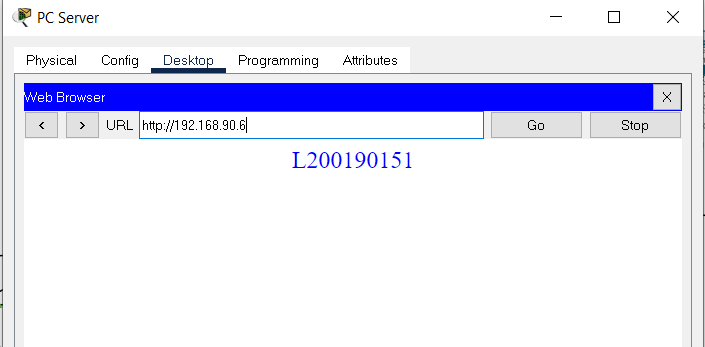 PC Server
Physical Config Desktop Programming Attributes
Web Browser X
< > URL http://192.168.90.6 Go Stop
L200190151